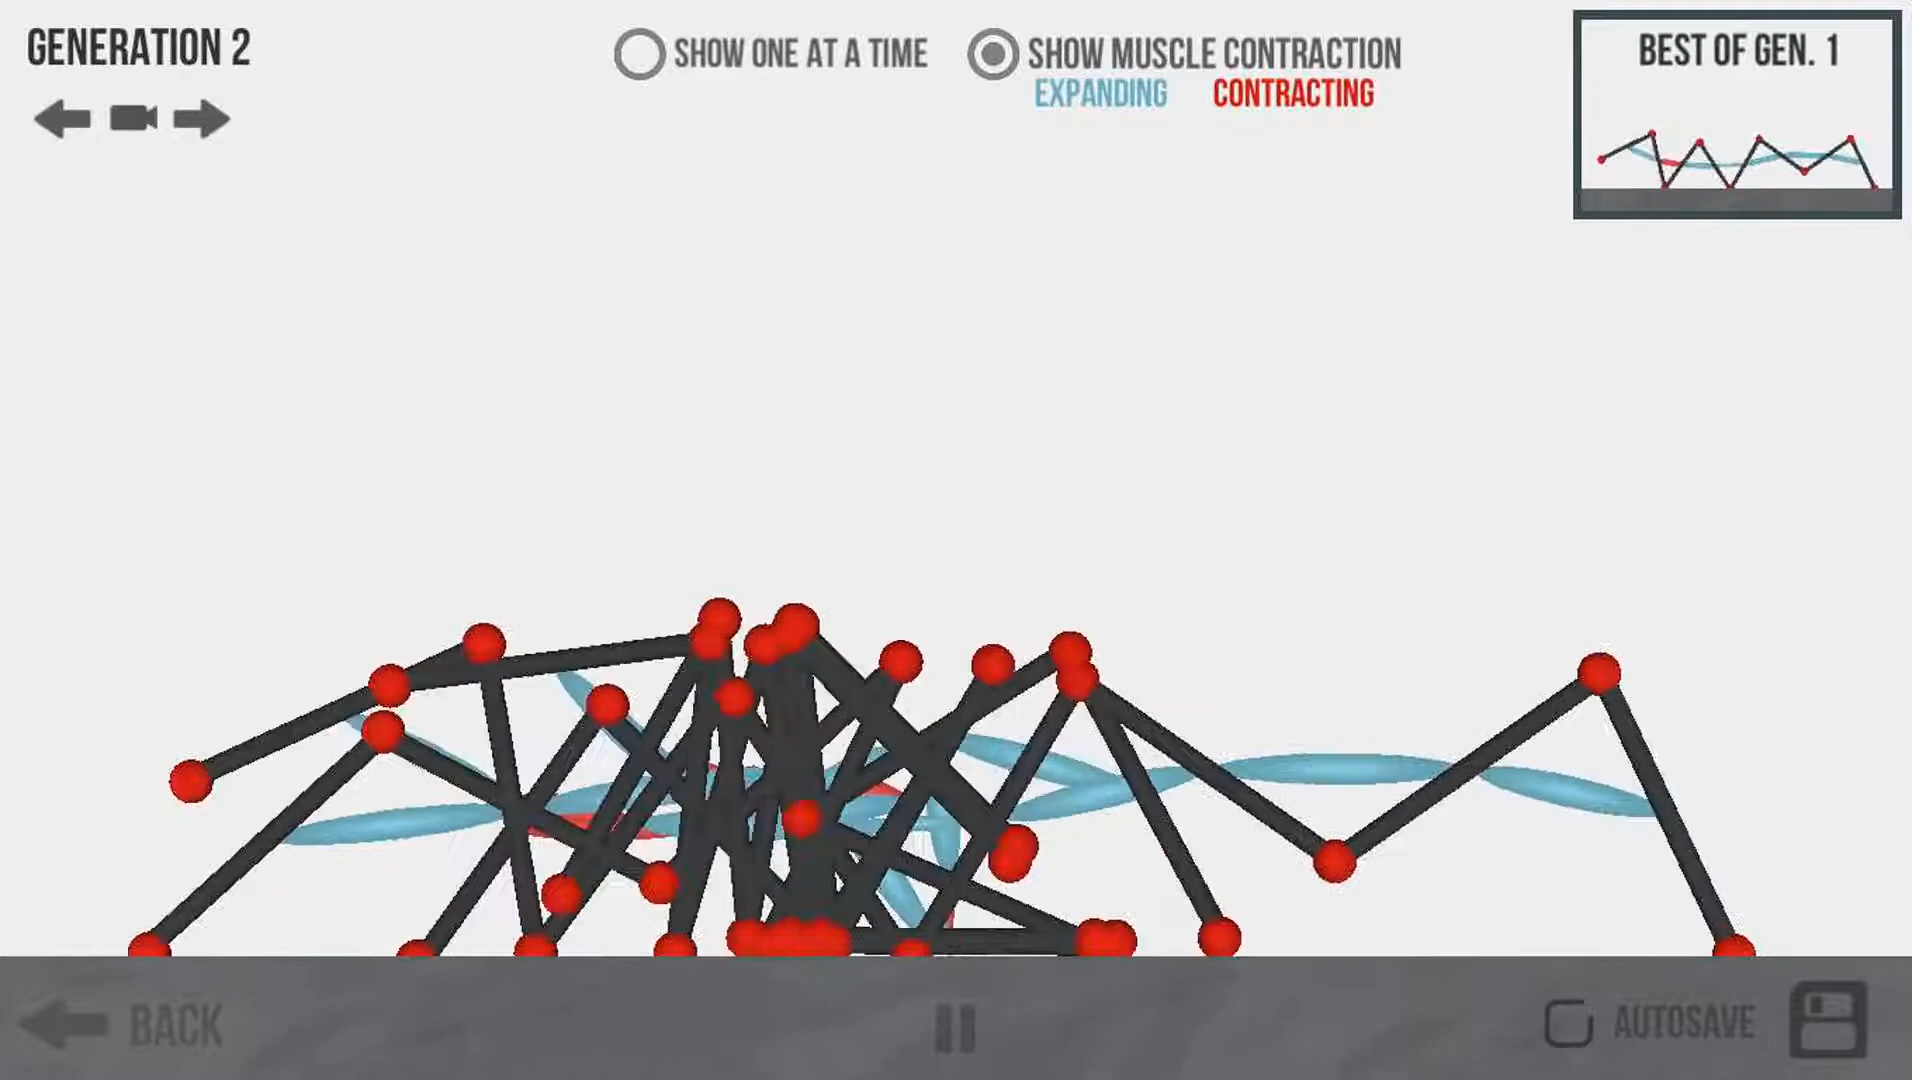 GENERATION 2
SHOW ONE AT A TIME
SHOW MUSCLE CONTRACTION
EXPANDING CONTRACTING
BEST OF GEN. 1
BACK
AUTOSAVE